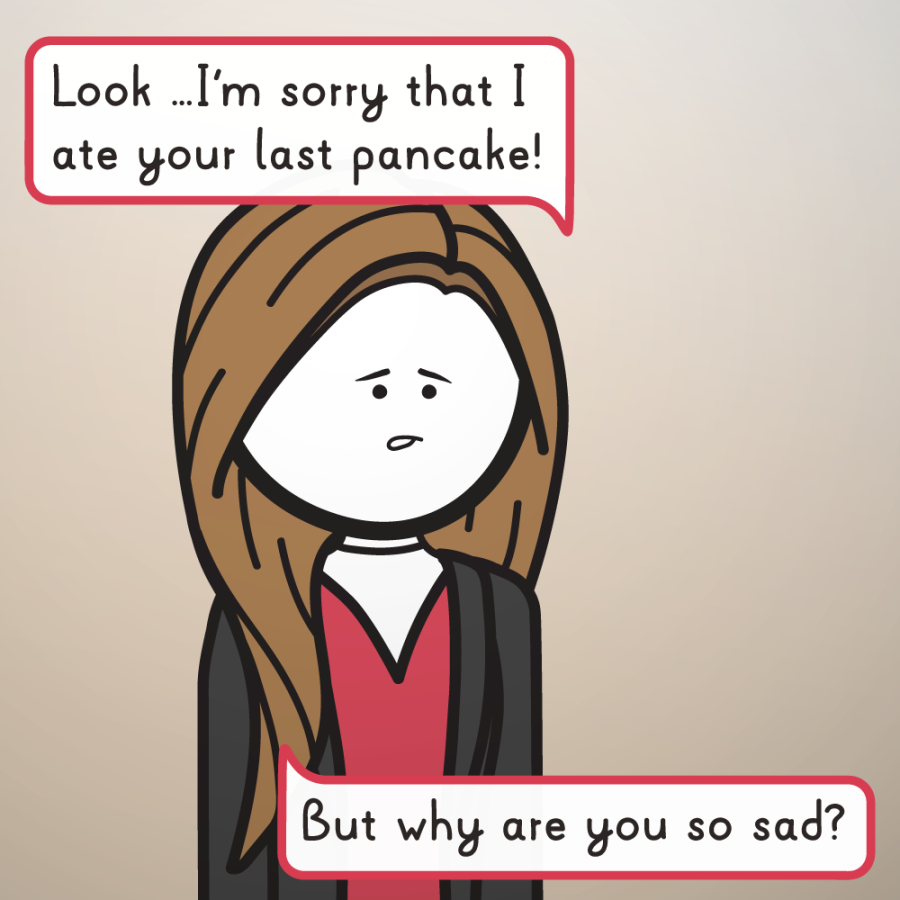 Look ...I'm sorry that I
ate your last pancake!
But why are you so sad?